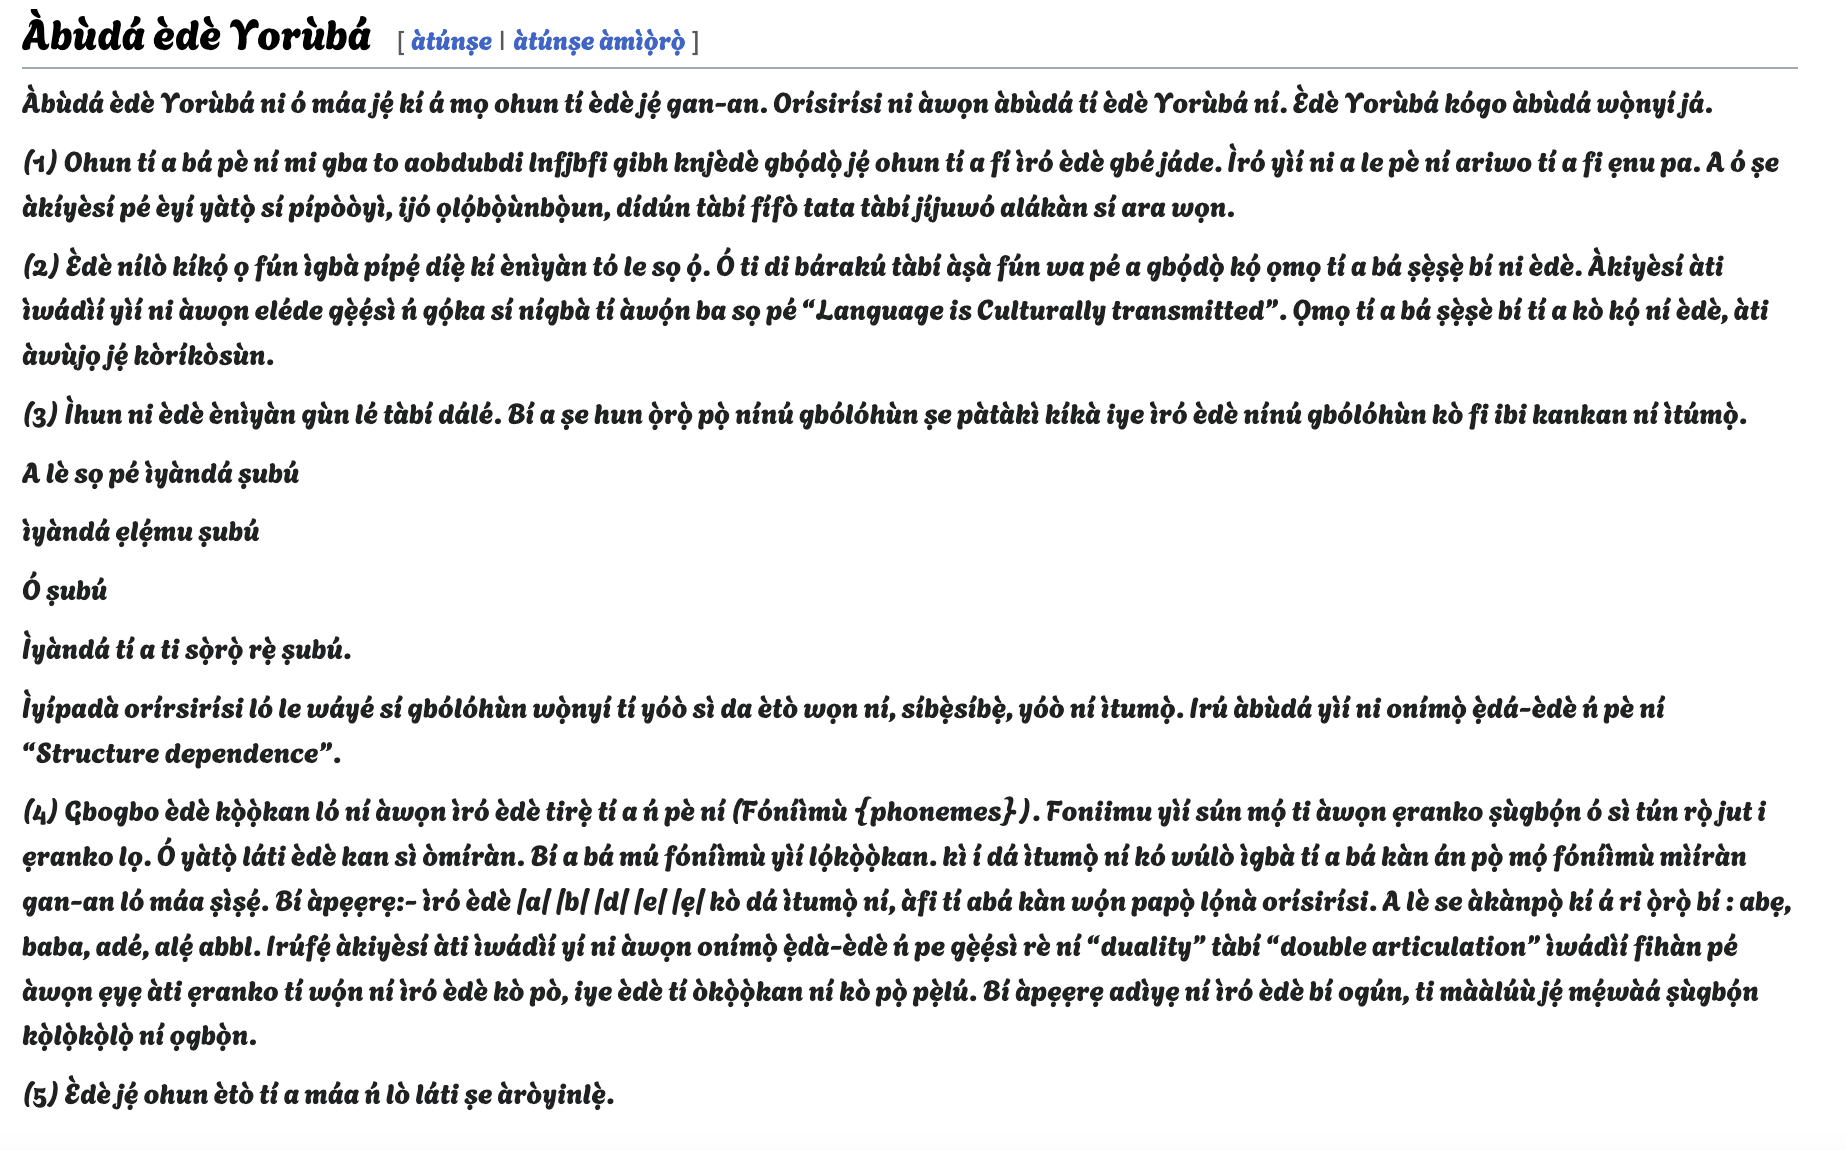 Àbùdá èdè Yorùbá [ àtúnṣe | àtúnṣe àmìọ̀rọ̀ ]
Àbùdá èdè Yorùbá ni ó máa jẹ́ kí á mọ ohun tí èdè jẹ́ gan-an. Orísirísi ni àwọn àbùdá tí èdè Yorùbá ní. Èdè Yorùbá kógo àbùdá wọ̀nyí já.
(1) Ohun tí a bá pè ní mi gba to aobdubdi lnfjbfi gibh knjèdè gbọ́dọ̀ jẹ́ ohun tí a fí ìró èdè gbé jáde. Ìró yìí ni a le pè ní ariwo tí a fi ẹnu pa. A ó ṣe
àkíyèsí pé èyí yàtọ̀ sí pípòòyì, ijó ọlọ́bọ̀ùnbọ̀un, dídún tàbí fífò tata tàbí jíjuwó alákàn sí ara wọn.
(2) Èdè nílò kíkọ́ ọ fún ìgbà pípẹ́ díẹ̀ kí ènìyàn tó le sọ ọ́. Ó ti di bárakú tàbí àṣà fún wa pé a gbọ́dọ̀ kọ́ ọmọ tí a bá ṣẹ̀ṣẹ̀ bí ni èdè. Àkiyèsí àti
ìwádìí yìí ni àwọn eléde gẹ̀ẹ́sì ń gọ́ka sí nígbà tí àwọ́n ba sọ pé “Language is Culturally transmitted”. Ọmọ tí a bá ṣẹ̀ṣẹ̀ bí tí a kò kọ́ ní èdè, àti
àwùjọ jẹ́ kòríkòsùn.
(3) Ìhun ni èdè ènìyàn gùn lé tàbí dálé. Bí a ṣe hun ọ̀rọ̀ pọ̀ nínú gbólóhùn ṣe pàtàkì kíkà iye ìró èdè nínú gbólóhùn kò fi ibi kankan ní ìtúmọ̀.
A lè sọ pé ìyàndá ṣubú
ìyàndá ẹlẹ́mu ṣubú
Ó ṣubú
Ìyàndá tí a ti sọ̀rọ̀ rẹ̀ ṣubú.
Ìyípadà orírsirísi ló le wáyé sí gbólóhùn wọ̀nyí tí yóò sì da ètò wọn ní, síbẹ̀síbẹ̀, yóò ní ìtumọ̀. Irú àbùdá yìí ni onímọ̀ ẹ̀dá-èdè ń pè ní
“Structure dependence”.
(4) Gbogbo èdè kọ̀ọ̀kan ló ní àwọn ìró èdè tirẹ̀ tí a ń pè ní (Fóníìmù {phonemes}). Foniimu yìí sún mọ́ ti àwọn ẹranko ṣùgbọ́n ó sì tún rọ̀ jut i
ẹranko lọ. Ó yàtọ̀ láti èdè kan sì òmíràn. Bí a bá mú fóníìmù yìí lọ́kọ̀ọ̀kan. kì í dá ìtumọ̀ ní kó wúlò ìgbà tí a bá kàn án pọ̀ mọ́ fóníìmù mìíràn
gan-an ló máa ṣìṣẹ́. Bí àpẹẹrẹ:- ìró èdè |a| |b| |d| |e| |ẹ| kò dá ìtumọ̀ ní, àfi tí abá kàn wọ́n papọ̀ lọ́nà orísirísi. A lè se àkànpọ̀ kí á ri ọ̀rọ̀ bí : abẹ,
baba, adé, alẹ́ abbl. Irúfẹ́ àkiyèsí àti ìwádìí yí ni àwọn onímọ̀ ẹ̀dà-èdè ń pe gẹ̀ẹ́sì rè ní “duality” tàbí “double articulation” ìwádìí fihàn pé
àwọn ẹyẹ àti ẹranko tí wọ́n ní ìró èdè kò pò, iye èdè tí òkọ̀ọ̀kan ní kò pọ̀ pẹ̀lú. Bí àpẹẹrẹ adìyẹ ní ìró èdè bí ogún, ti mààlúù jẹ́ mẹ́wàá ṣùgbọ́n
kọ̀lọ̀kọ̀lọ̀ ní ọgbọ̀n.
(5) Èdè jẹ́ ohun ètò tí a máa ń lò láti ṣe àròyinlẹ̀.